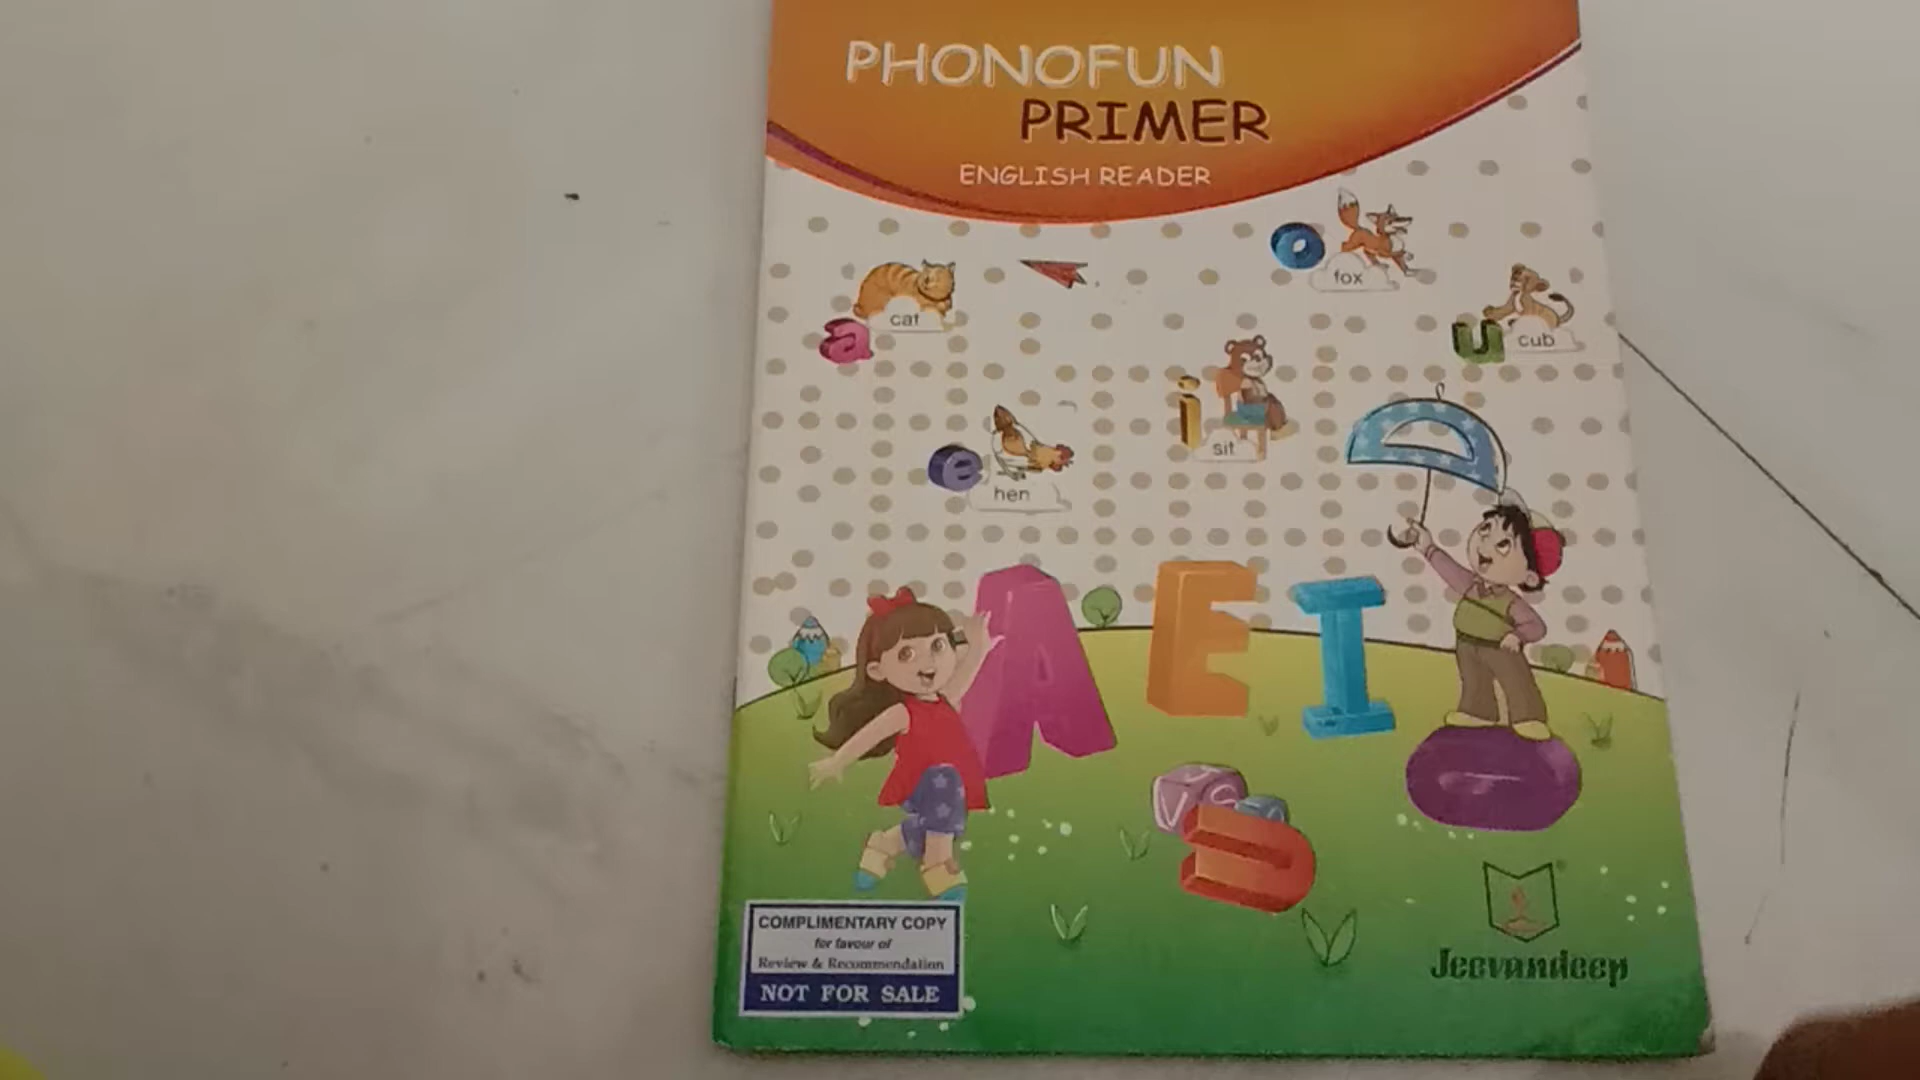 PHONOFUN
PRIMER
ENGLISH READER
o
fox
cat
a
u
cub
i
sit
e
hen
A E I
O
V S
U
Jeevandeep
COMPLIMENTARY COPY
for favour of
Review & Recommendation
NOT FOR SALE